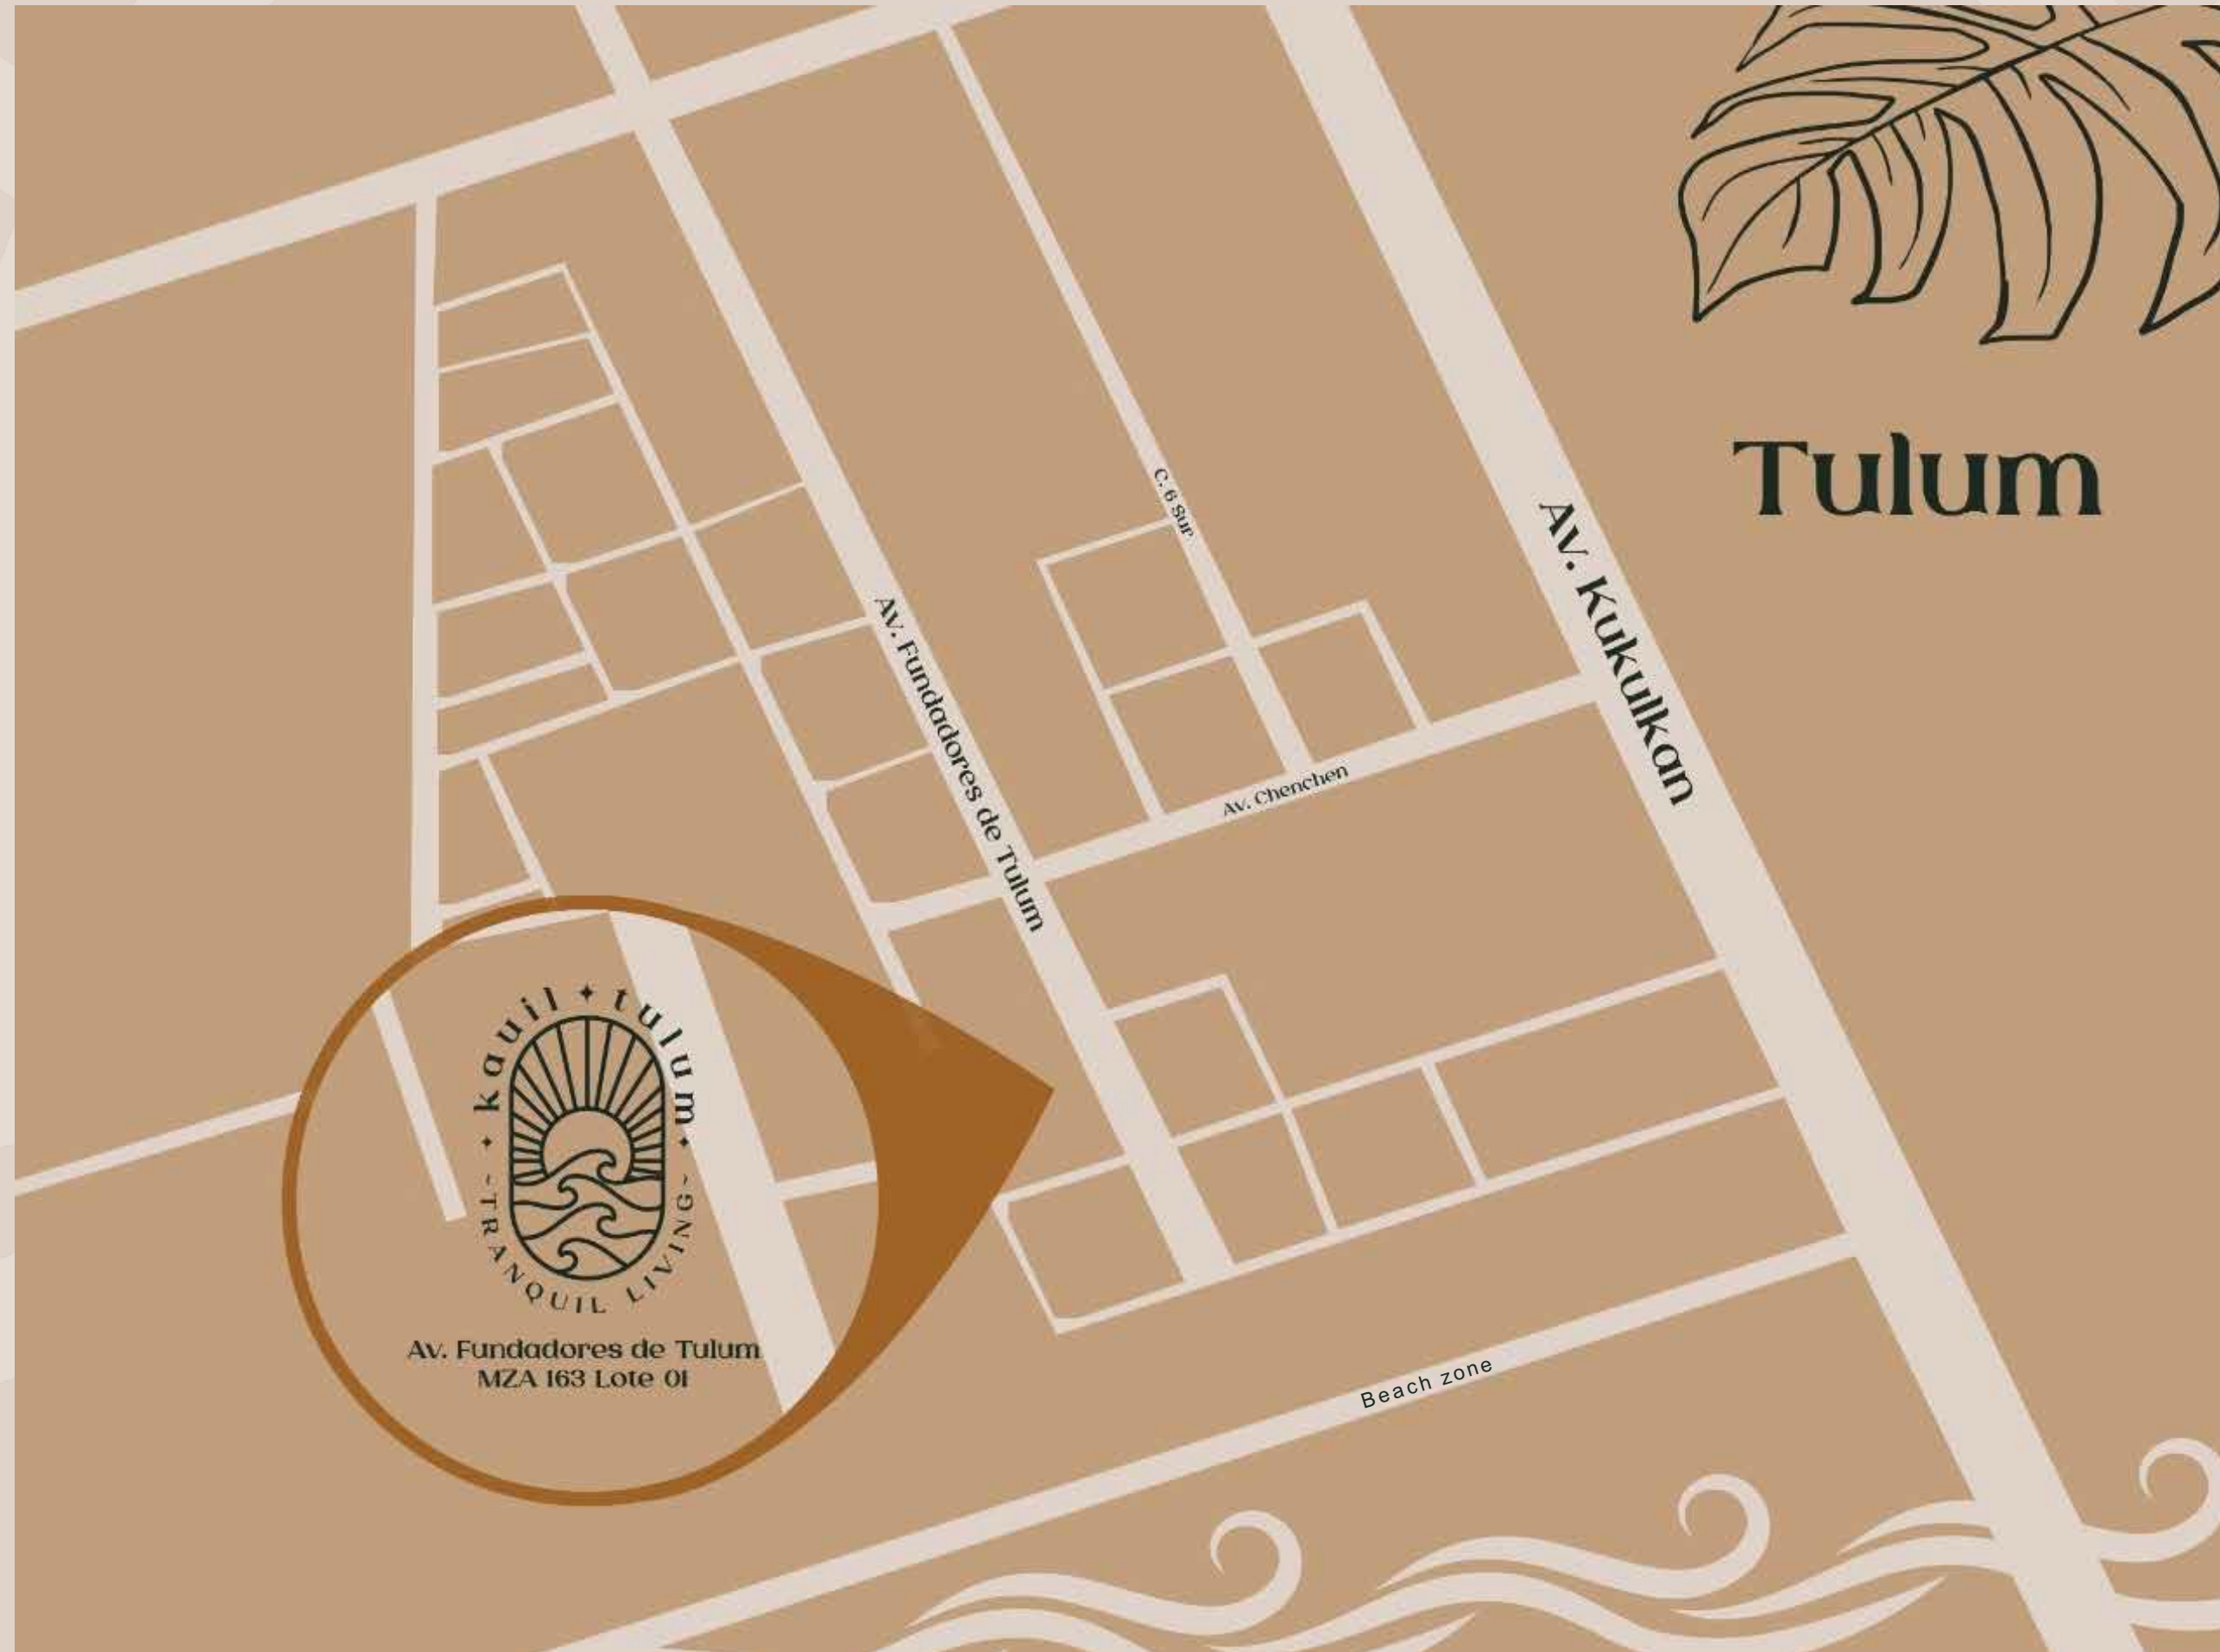 Tulum
C. 6 Sur
Av. Kukulkan
Av. Fundadores de Tulum
Av. Chenchen
kauil ✦ tulum
~TRANQUIL LIVING~
Av. Fundadores de Tulum
MZA 163 Lote 01
Beach zone